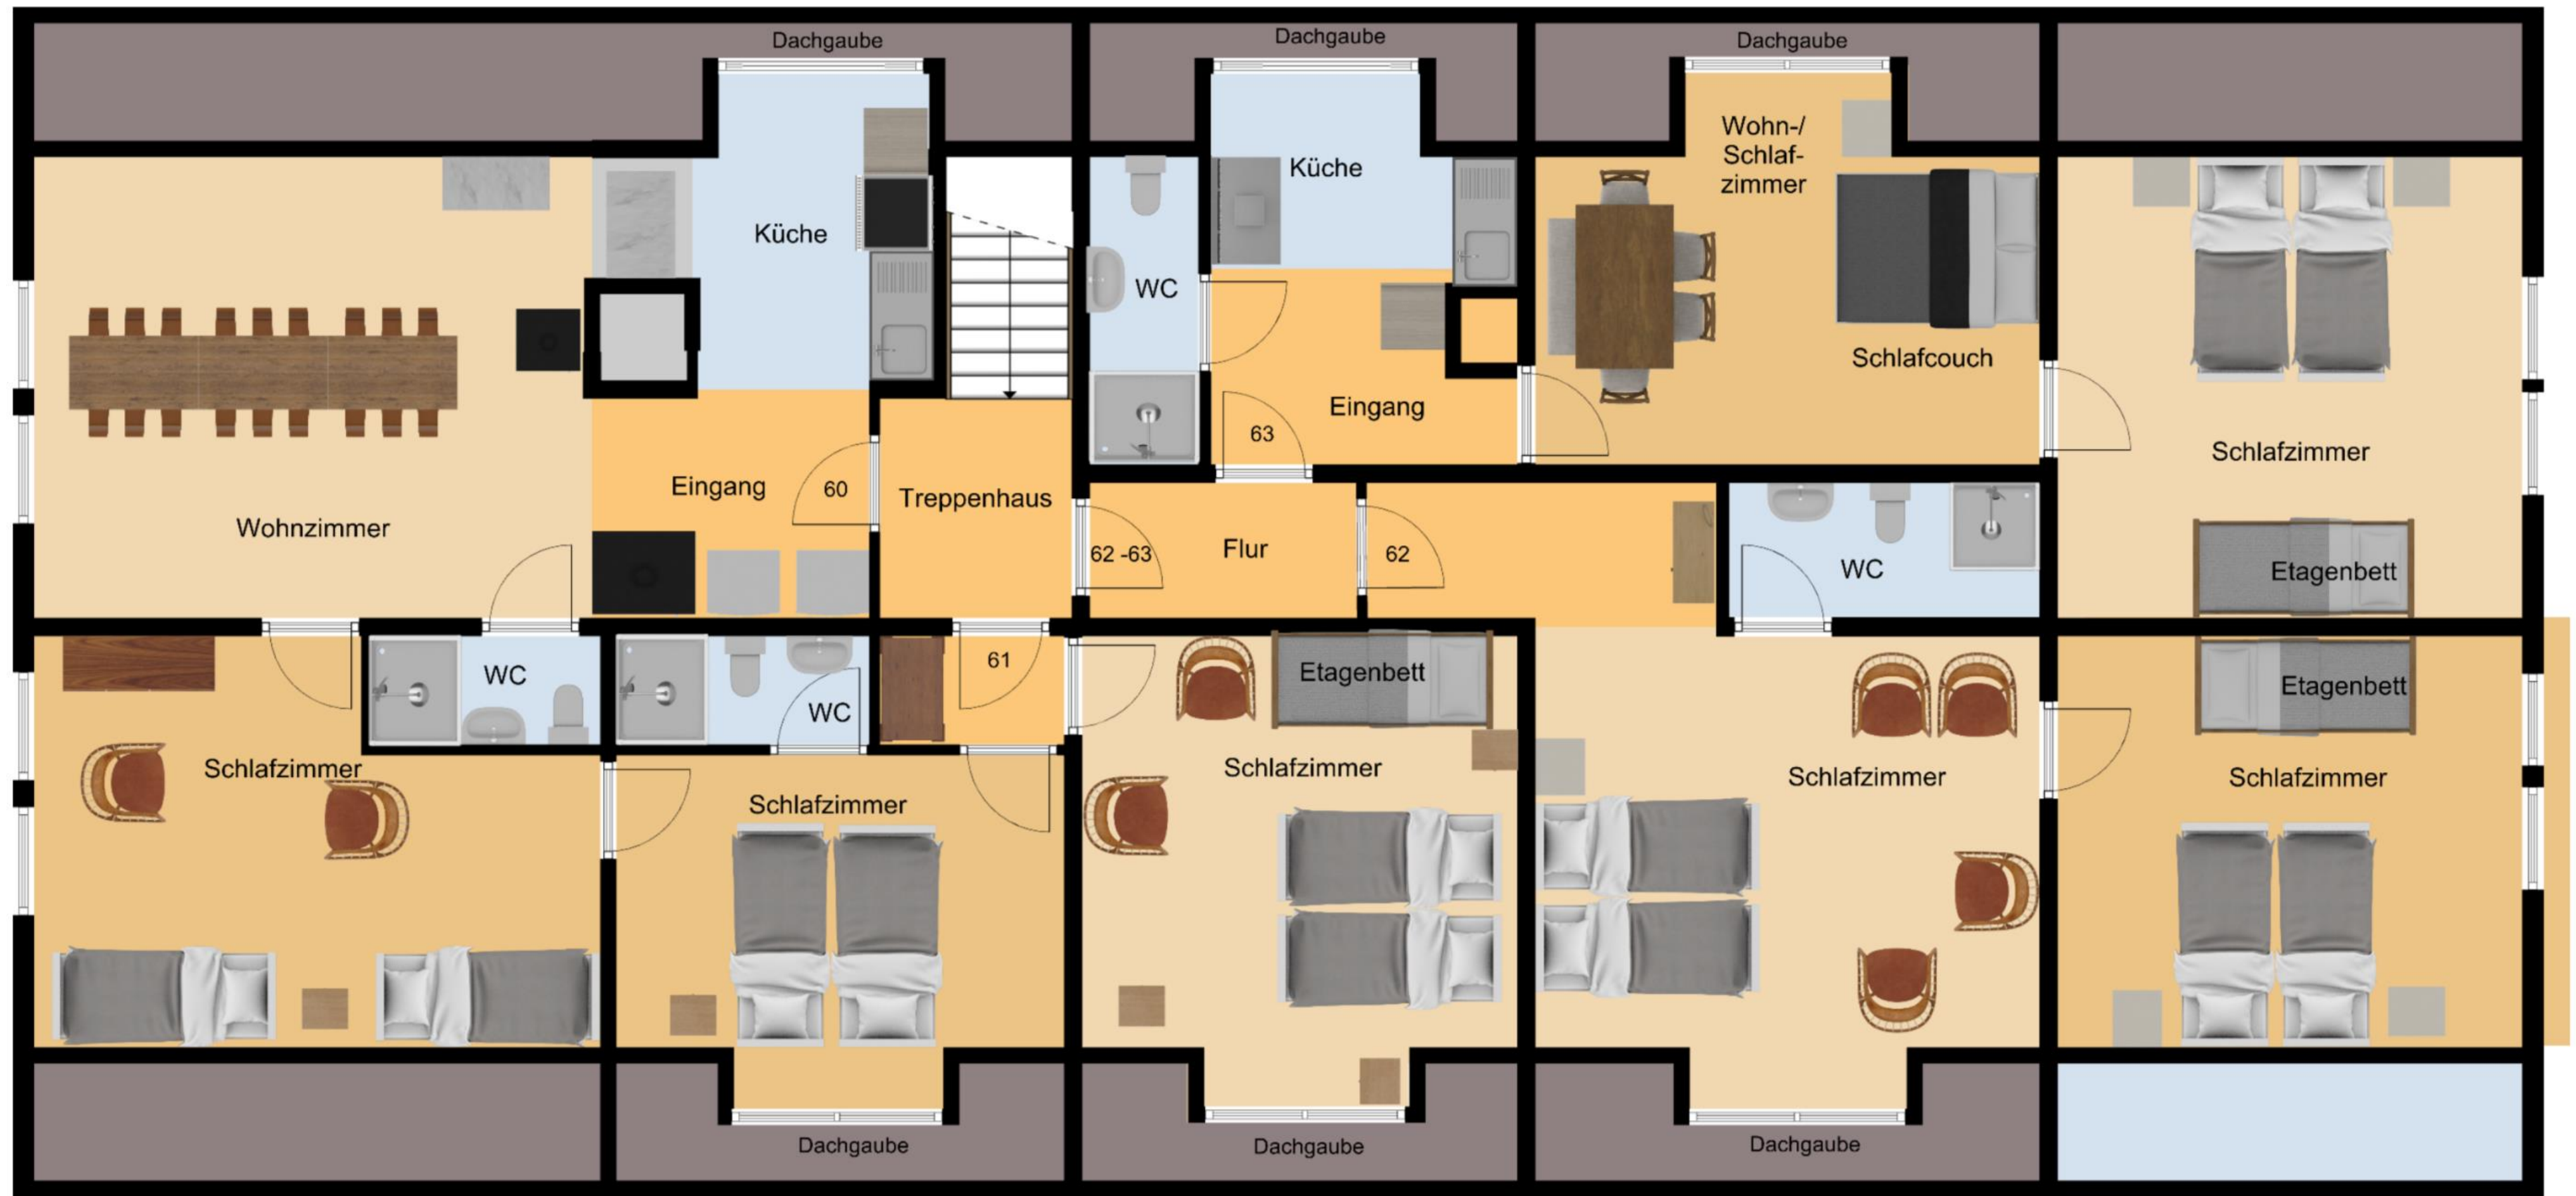 Dachgaube
Dachgaube
Dachgaube
Wohn-/
Schlaf-
zimmer
Küche
Küche
WC
Schlafcouch
Eingang
63
Schlafzimmer
Eingang
60
Treppenhaus
Wohnzimmer
62 -63
Flur
62
WC
Etagenbett
WC
WC
61
Etagenbett
Etagenbett
Schlafzimmer
Schlafzimmer
Schlafzimmer
Schlafzimmer
Schlafzimmer
Dachgaube
Dachgaube
Dachgaube